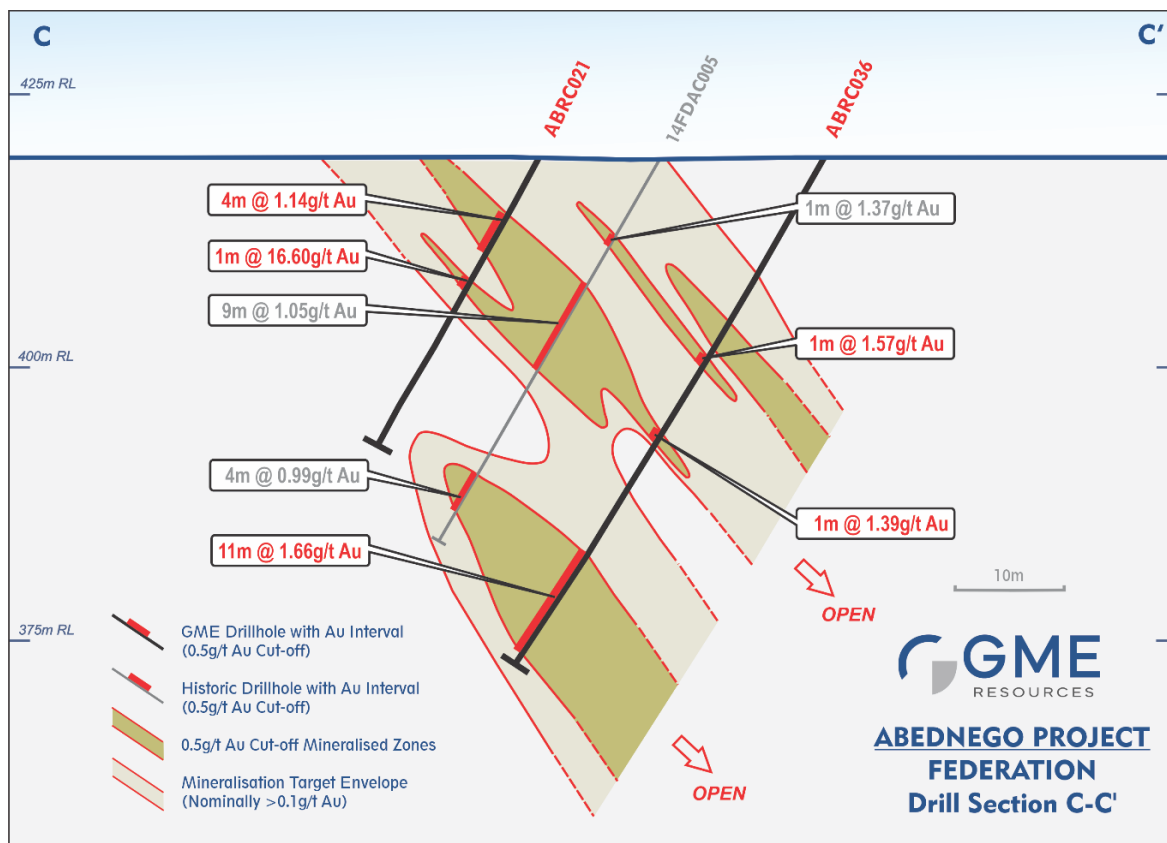 C
C'
425m RL
ABRC021
14FDAC005
ABRC036
4m @ 1.14g/t Au
1m @ 1.37g/t Au
1m @ 16.60g/t Au
9m @ 1.05g/t Au
1m @ 1.57g/t Au
400m RL
4m @ 0.99g/t Au
1m @ 1.39g/t Au
11m @ 1.66g/t Au
10m
OPEN
375m RL
GME Drillhole with Au Interval
(0.5g/t Au Cut-off)
Historic Drillhole with Au Interval
(0.5g/t Au Cut-off)
0.5g/t Au Cut-off Mineralised Zones
Mineralisation Target Envelope
(Nominally >0.1g/t Au)
OPEN
GME
RESOURCES
ABEDNEGO PROJECT
FEDERATION
Drill Section C-C'